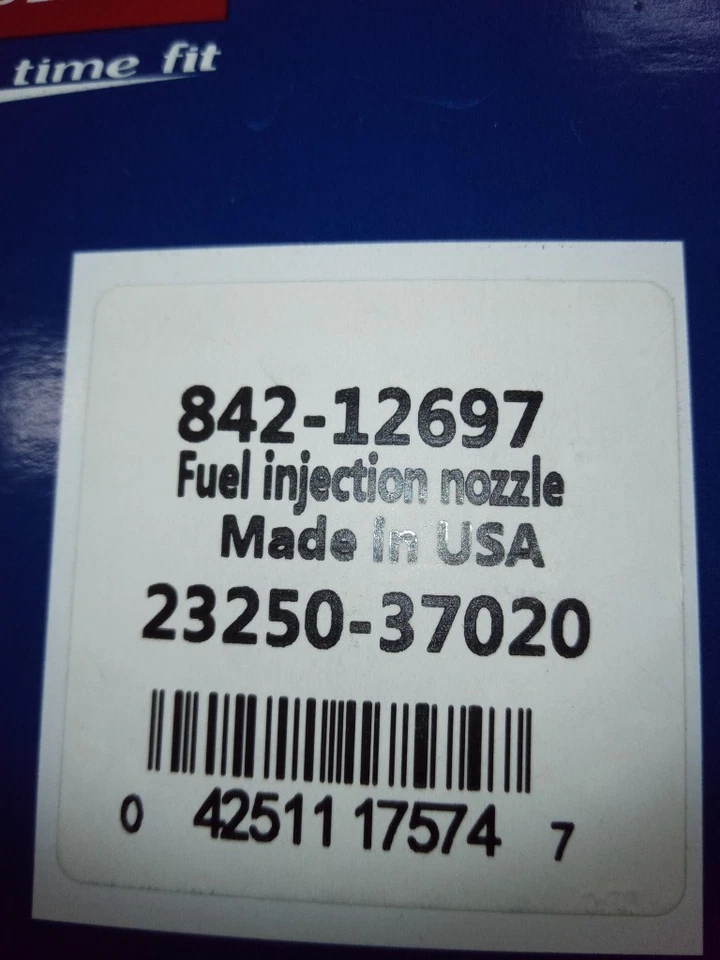 time fit
842-12697
Fuel injection nozzle
Made in USA
23250-37020
0 42511 17574 7